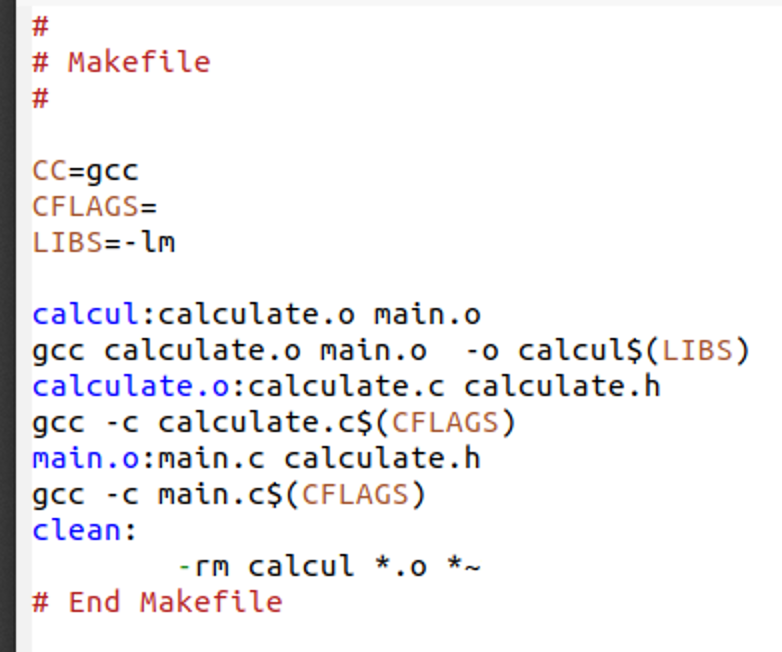 #
# Makefile
#
CC=gcc
CFLAGS=
LIBS=-lm
calcul:calculate.o main.o
gcc calculate.o main.o  -o calcul$(LIBS)
calculate.o:calculate.c calculate.h
gcc -c calculate.c$(CFLAGS)
main.o:main.c calculate.h
gcc -c main.c$(CFLAGS)
clean:
        -rm calcul *.o *~
# End Makefile